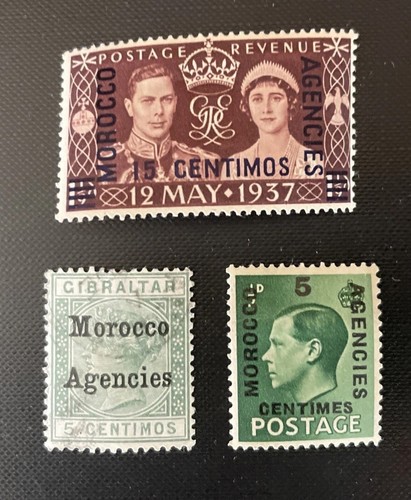 POSTAGE REVENUE
MOROCCO
AGENCIES
15 CENTIMOS
12 MAY · 1937
GIBRALTAR
Morocco
Agencies
5 CENTIMOS
D
5
MOROCCO
AGENCIES
CENTIMES
POSTAGE